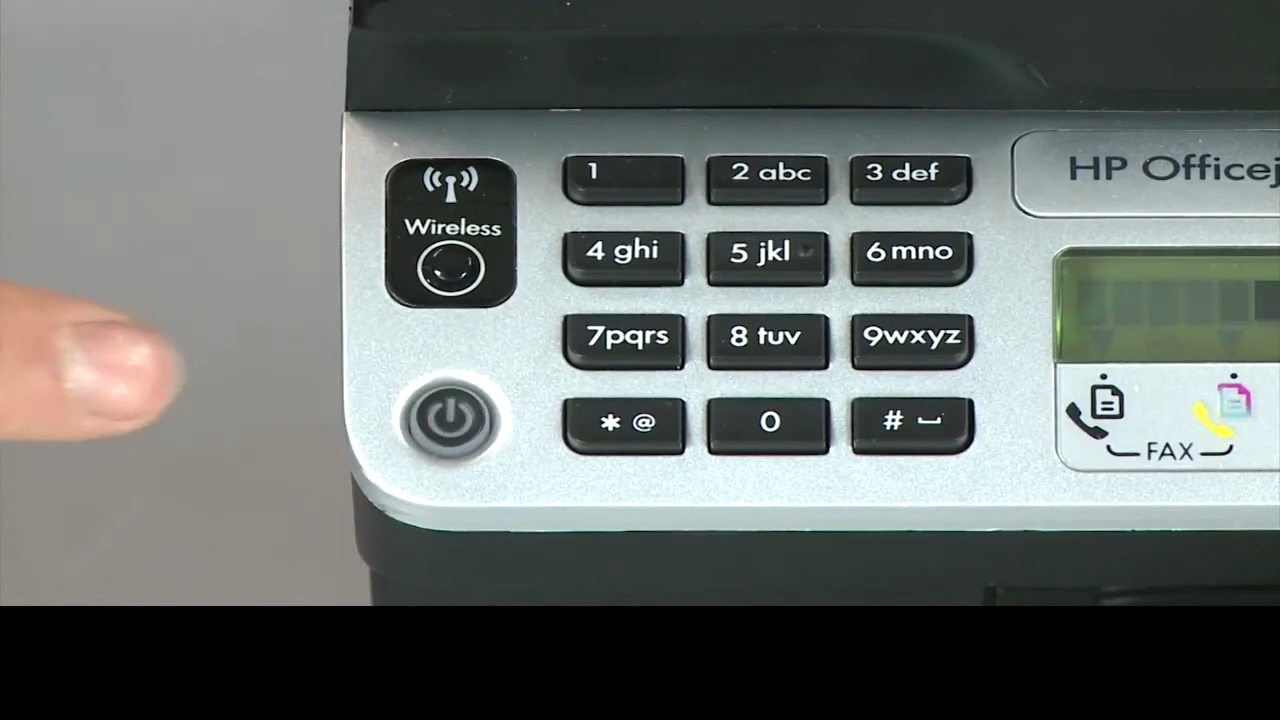 Wireless
1 2 abc 3 def
4 ghi 5 jkl 6 mno
7pqrs 8 tuv 9wxyz
* @ 0 #
HP Officej
FAX